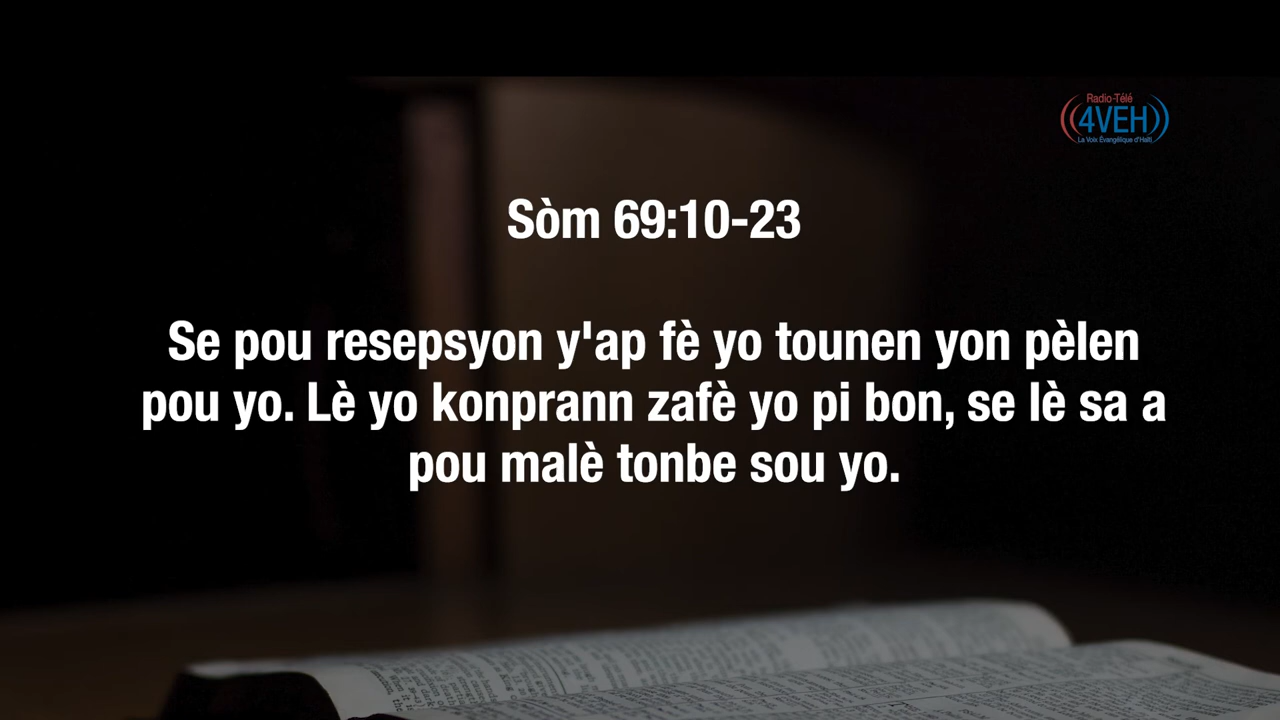 Radio-Télé
4VEH
La Voix Évangélique d'Haïti
Sòm 69:10-23
Se pou resepsyon y'ap fè yo tounen yon pèlen
pou yo. Lè yo konprann zafè yo pi bon, se lè sa a
pou malè tonbe sou yo.